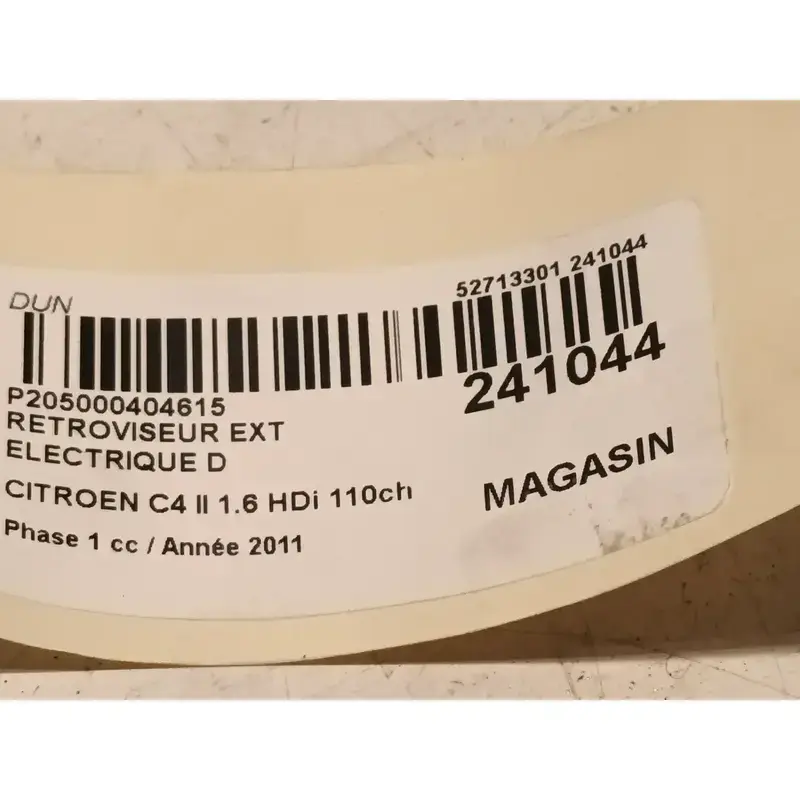 DUN
52713301 241044
241044
P205000404615
RETROVISEUR EXT
ELECTRIQUE D
CITROEN C4 II 1.6 HDi 110ch
MAGASIN
Phase 1 cc / Année 2011